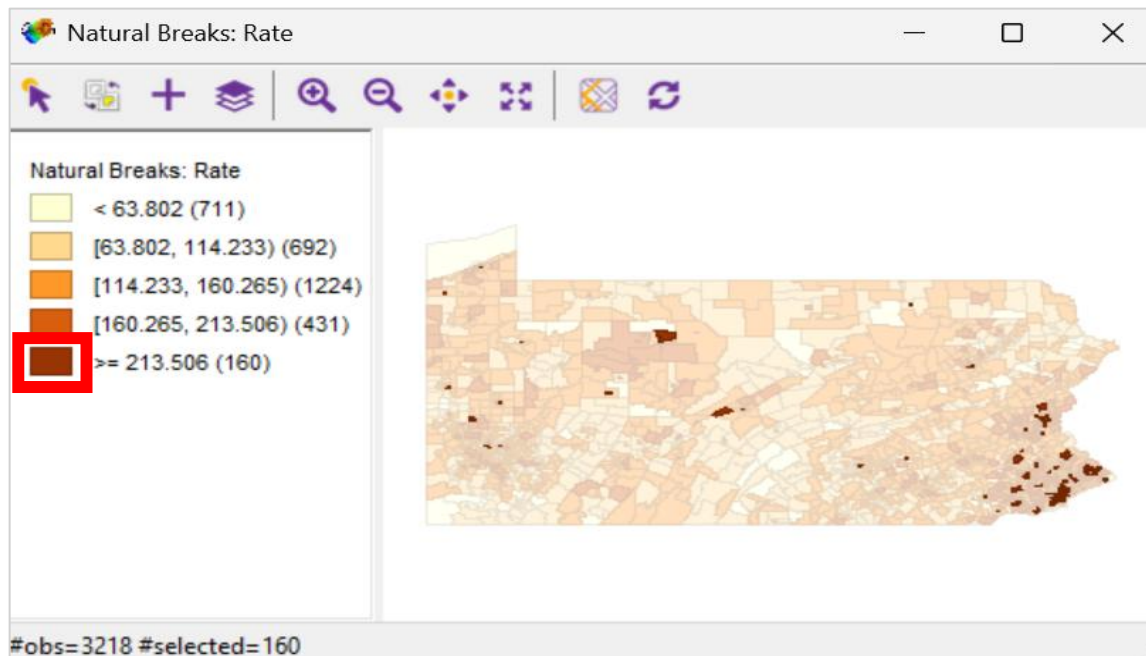 Natural Breaks: Rate
Natural Breaks: Rate
< 63.802 (711)
[63.802, 114.233) (692)
[114.233, 160.265) (1224)
[160.265, 213.506) (431)
>= 213.506 (160)
#obs=3218 #selected=160